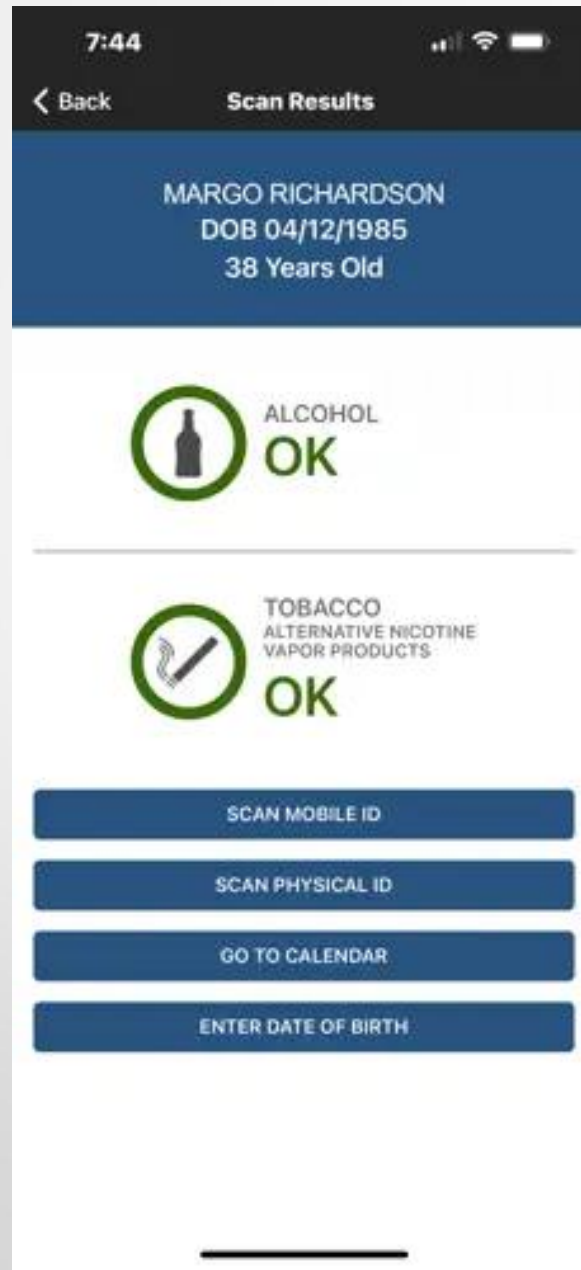 7:44
Back
Scan Results
MARGO RICHARDSON
DOB 04/12/1985
38 Years Old
ALCOHOL
OK
TOBACCO
ALTERNATIVE NICOTINE
VAPOR PRODUCTS
OK
SCAN MOBILE ID
SCAN PHYSICAL ID
GO TO CALENDAR
ENTER DATE OF BIRTH